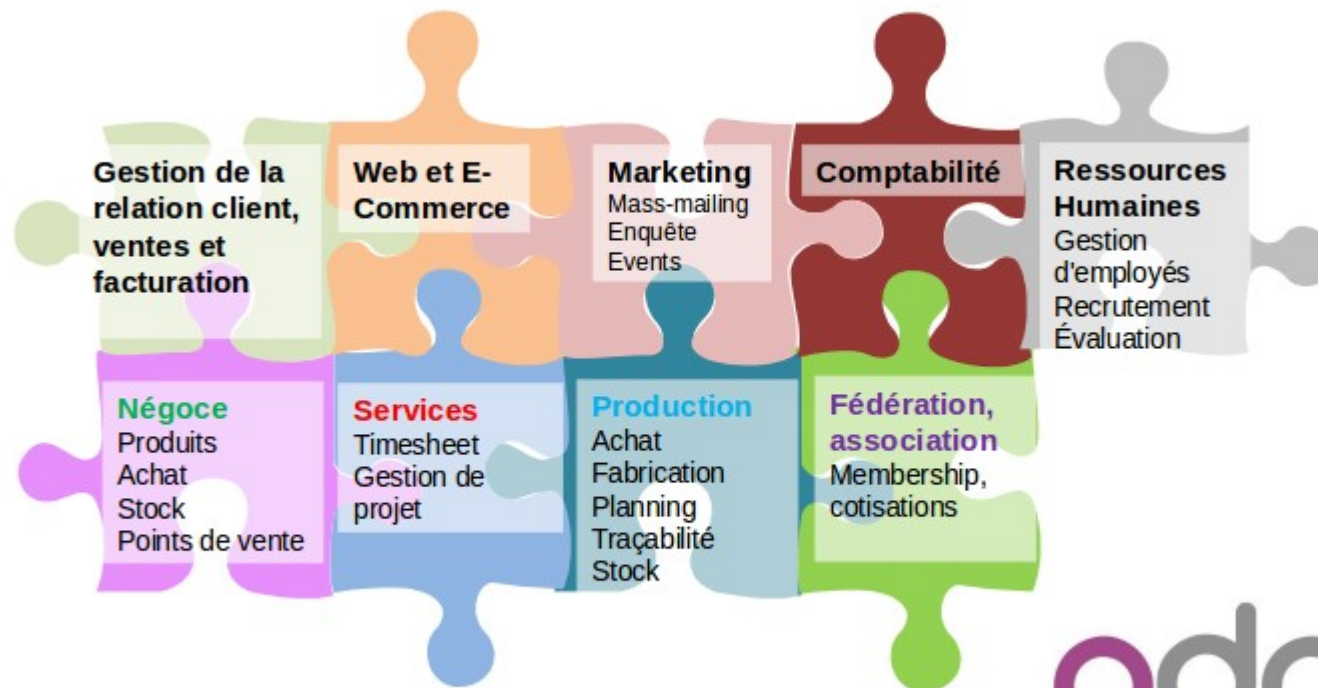 Gestion de la
relation client,
ventes et
facturation
Web et E-
Commerce
Marketing
Mass-mailing
Enquête
Events
Comptabilité
Ressources
Humaines
Gestion
d'employés
Recrutement
Évaluation
Négoce
Produits
Achat
Stock
Points de vente
Services
Timesheet
Gestion de
projet
Production
Achat
Fabrication
Planning
Traçabilité
Stock
Fédération,
association
Membership,
cotisations